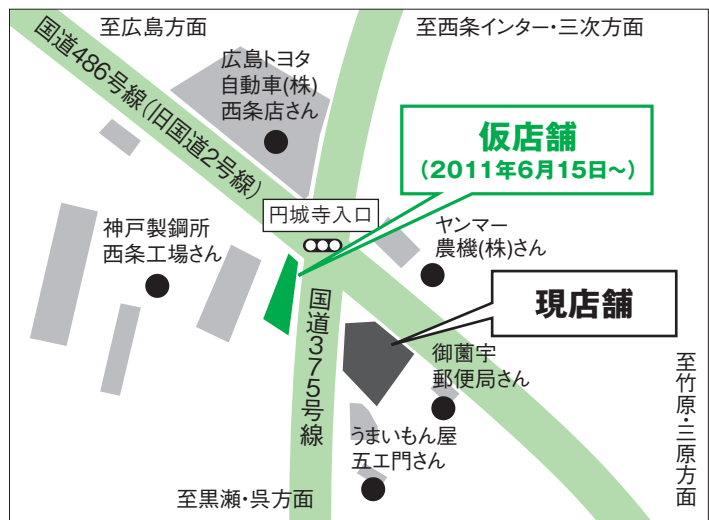 至広島方面
至西条インター・三次方面
国道486号線(旧国道2号線)
広島トヨタ
自動車(株)
西条店さん
仮店舗
(2011年6月15日〜)
円城寺入口
神戸製鋼所
西条工場さん
ヤンマー
農機(株)さん
現店舗
国道375号線
御薗宇
郵便局さん
至竹原・三原方面
うまいもん屋
五エ門さん
至黒瀬・呉方面